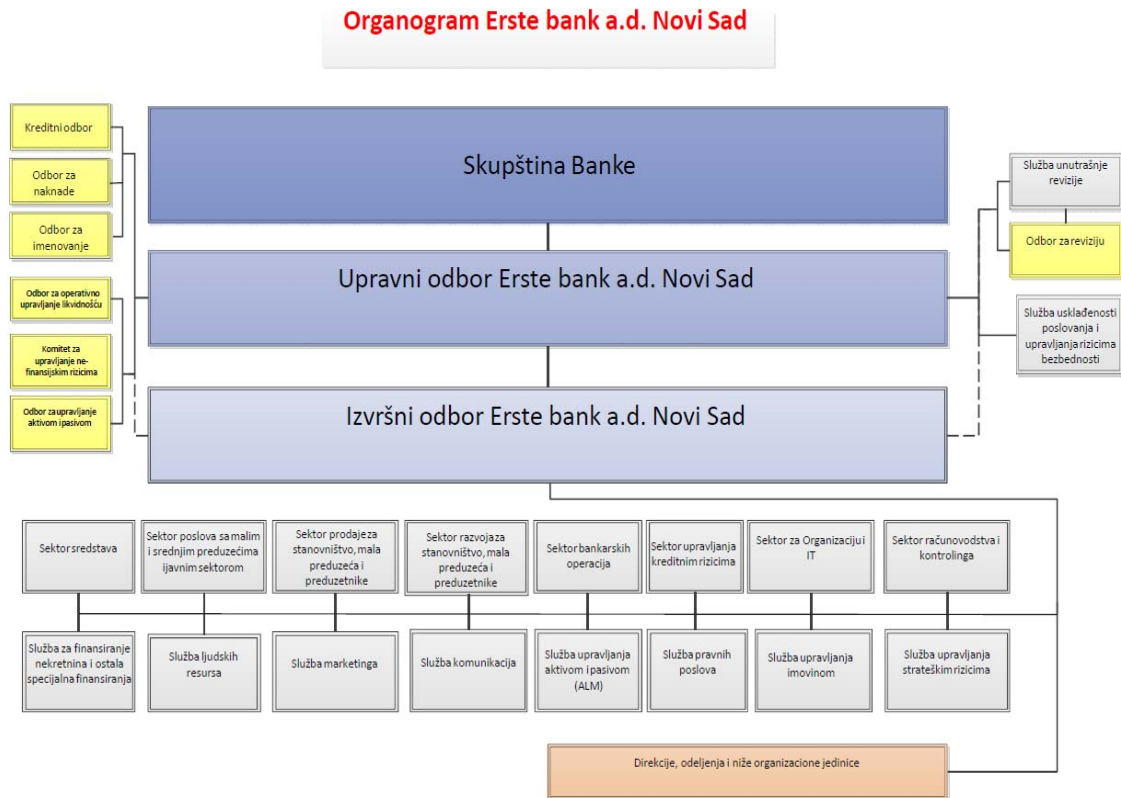 Organogram Erste bank a.d. Novi Sad
Kreditni odbor
Odbor za
naknade
Odbor za
imenovanje
Odbor za operativno
upravljanje likvidnošću
Komitet za
upravljanje ne-
finansijskim rizicima
Odbor za upravljanje
aktivom i pasivom
Skupština Banke
Upravni odbor Erste bank a.d. Novi Sad
Izvršni odbor Erste bank a.d. Novi Sad
Služba unutrašnje
revizije
Odbor za reviziju
Služba usklađenosti
poslovanja i
upravljanja rizicima
bezbednosti
Sektor sredstava
Sektor poslova sa malim
i srednjim preduzećima
i javnim sektorom
Sektor prodaje za
stanovništvo, mala
preduzeća i
preduzetnike
Sektor razvoja za
stanovništvo, mala
preduzeća i
preduzetnike
Sektor bankarskih
operacija
Sektor upravljanja
kreditnim rizicima
Sektor za Organizaciju i
IT
Sektor računovodstva i
kontrolinga
Služba za finansiranje
nekretnina i ostala
specijalna finansiranja
Služba ljudskih
resursa
Služba marketinga
Služba komunikacija
Služba upravljanja
aktivom i pasivom
(ALM)
Služba pravnih
poslova
Služba upravljanja
imovinom
Služba upravljanja
strateškim rizicima
Direkcije, odeljenja i niže organizacione jedinice